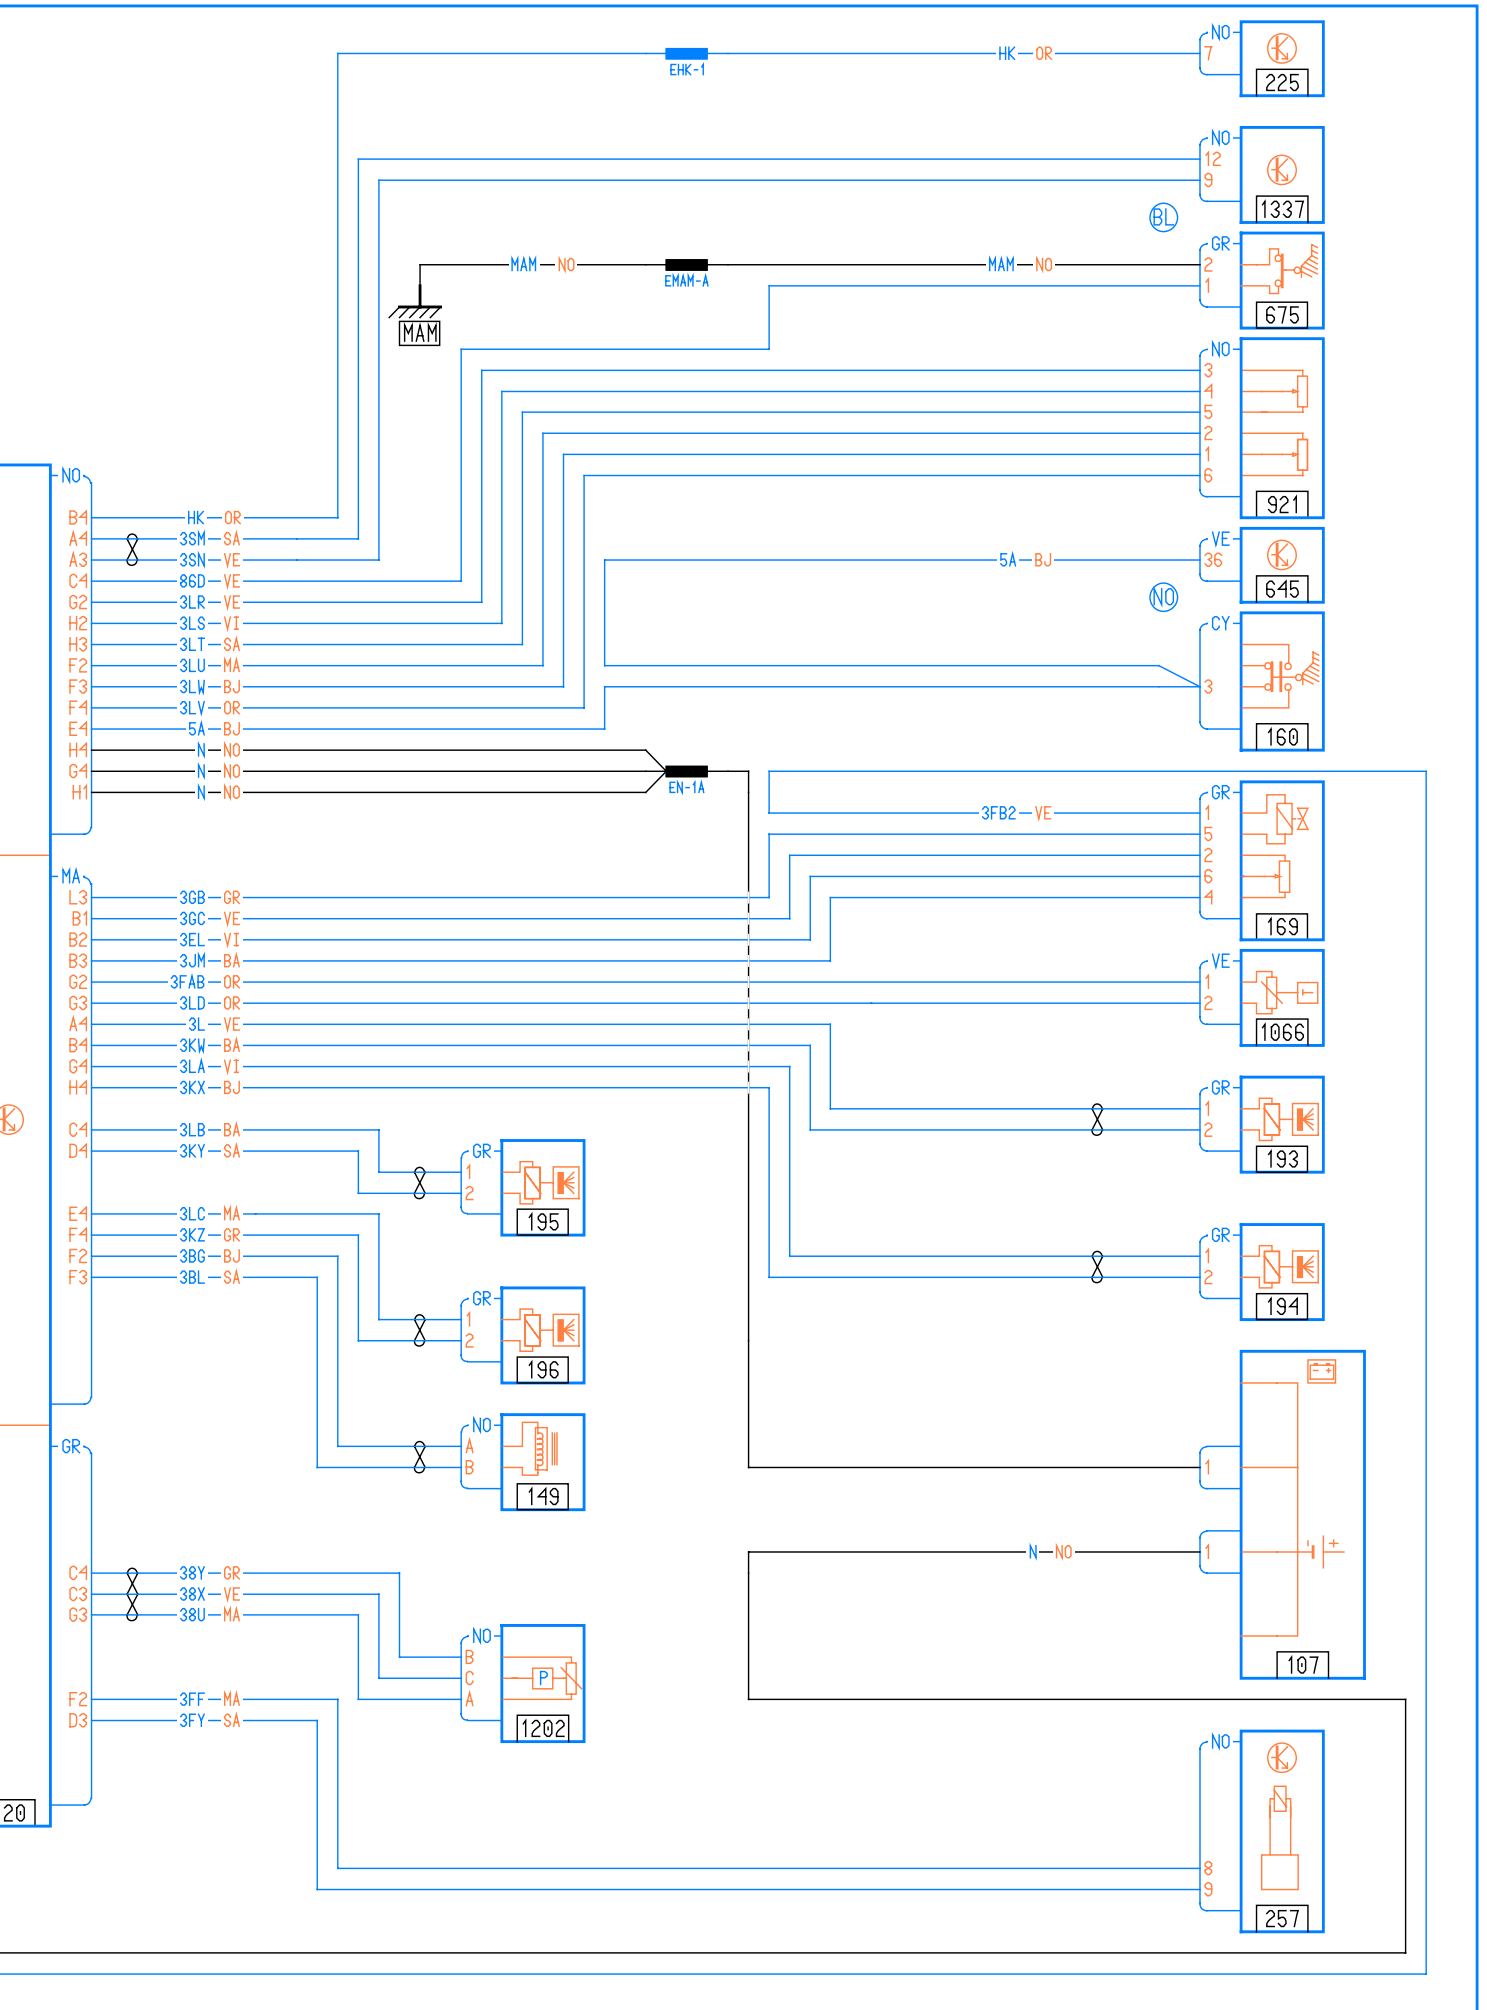 NO
HK OR 7
EHK-1
225
NO
12
9
1337
BL
GR
MAM NO MAM NO 2
EMAM-A
1
MAM
675
NO
3
4
5
2
1
6
921
NO
B4 HK OR
A4 3SM SA
A3 3SN VE
C4 86D VE
G2 3LR VE
H2 3LS VI
H3 3LT SA
F2 3LU MA
F3 3LW BJ
F4 3LV OR
E4 5A BJ
H4 N NO
G4 N NO
H1 N NO
EN-1A
VE
5A BJ 36
645
NO
CY
3
160
GR
3FB2 VE 1
5
2
6
4
169
MA
L3 3GB GR
B1 3GC VE
B2 3EL VI
B3 3JM BA
G2 3FAB OR
G3 3LD OR
A4 3L VE
B4 3KW BA
G4 3LA VI
H4 3KX BJ
C4 3LB BA
D4 3KY SA
E4 3LC MA
F4 3KZ GR
F2 3BG BJ
F3 3BL SA
VE
1
2
T
1066
GR
1
2
193
GR
1
2
195
GR
1
2
194
GR
1
2
196
NO
A
B
149
1
N NO 1
- +
107
GR
C4 38Y GR
C3 38X VE
G3 38U MA
F2 3FF MA
D3 3FY SA
NO
B
C
A
P
1202
20
NO
8
9
257